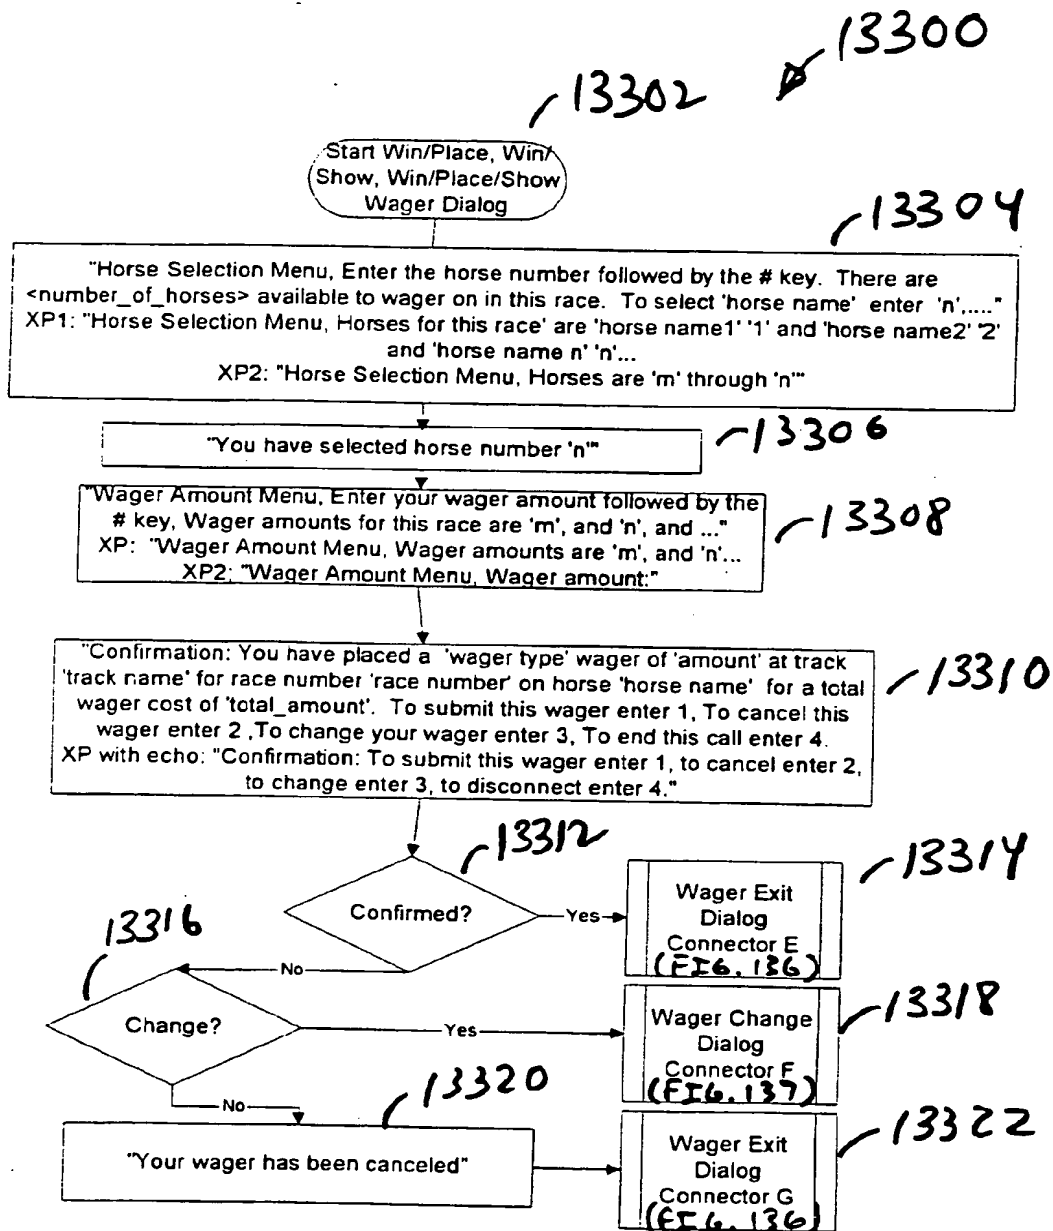 13300
13302
Start Win/Place, Win/
Show, Win/Place/Show
Wager Dialog
13304
"Horse Selection Menu, Enter the horse number followed by the # key. There are
<number_of_horses> available to wager on in this race. To select 'horse name' enter 'n',...."
XP1: "Horse Selection Menu, Horses for this race' are 'horse name1' '1' and 'horse name2' '2'
and 'horse name n' 'n'...
XP2: "Horse Selection Menu, Horses are 'm' through 'n'"
13306
"You have selected horse number 'n'"
"Wager Amount Menu, Enter your wager amount followed by the
# key, Wager amounts for this race are 'm', and 'n', and ..."
XP: "Wager Amount Menu, Wager amounts are 'm', and 'n'...
XP2: "Wager Amount Menu, Wager amount:"
13308
"Confirmation: You have placed a 'wager type' wager of 'amount' at track
'track name' for race number 'race number' on horse 'horse name' for a total
wager cost of 'total_amount'. To submit this wager enter 1, To cancel this
wager enter 2 ,To change your wager enter 3, To end this call enter 4.
XP with echo: "Confirmation: To submit this wager enter 1, to cancel enter 2,
to change enter 3, to disconnect enter 4."
13310
13312
Confirmed?
Yes
No
13314
Wager Exit
Dialog
Connector E
(FIG. 136)
13316
Change?
Yes
No
13318
Wager Change
Dialog
Connector F
(FIG. 137)
13320
"Your wager has been canceled"
13322
Wager Exit
Dialog
Connector G
(FIG. 136)